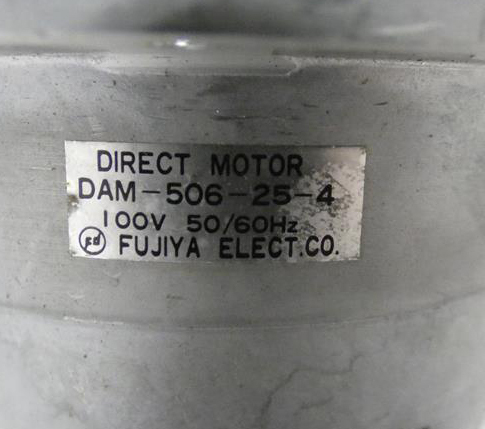 DIRECT MOTOR
DAM-506-25-4
100V 50/60Hz
FUJIYA ELECT.CO.